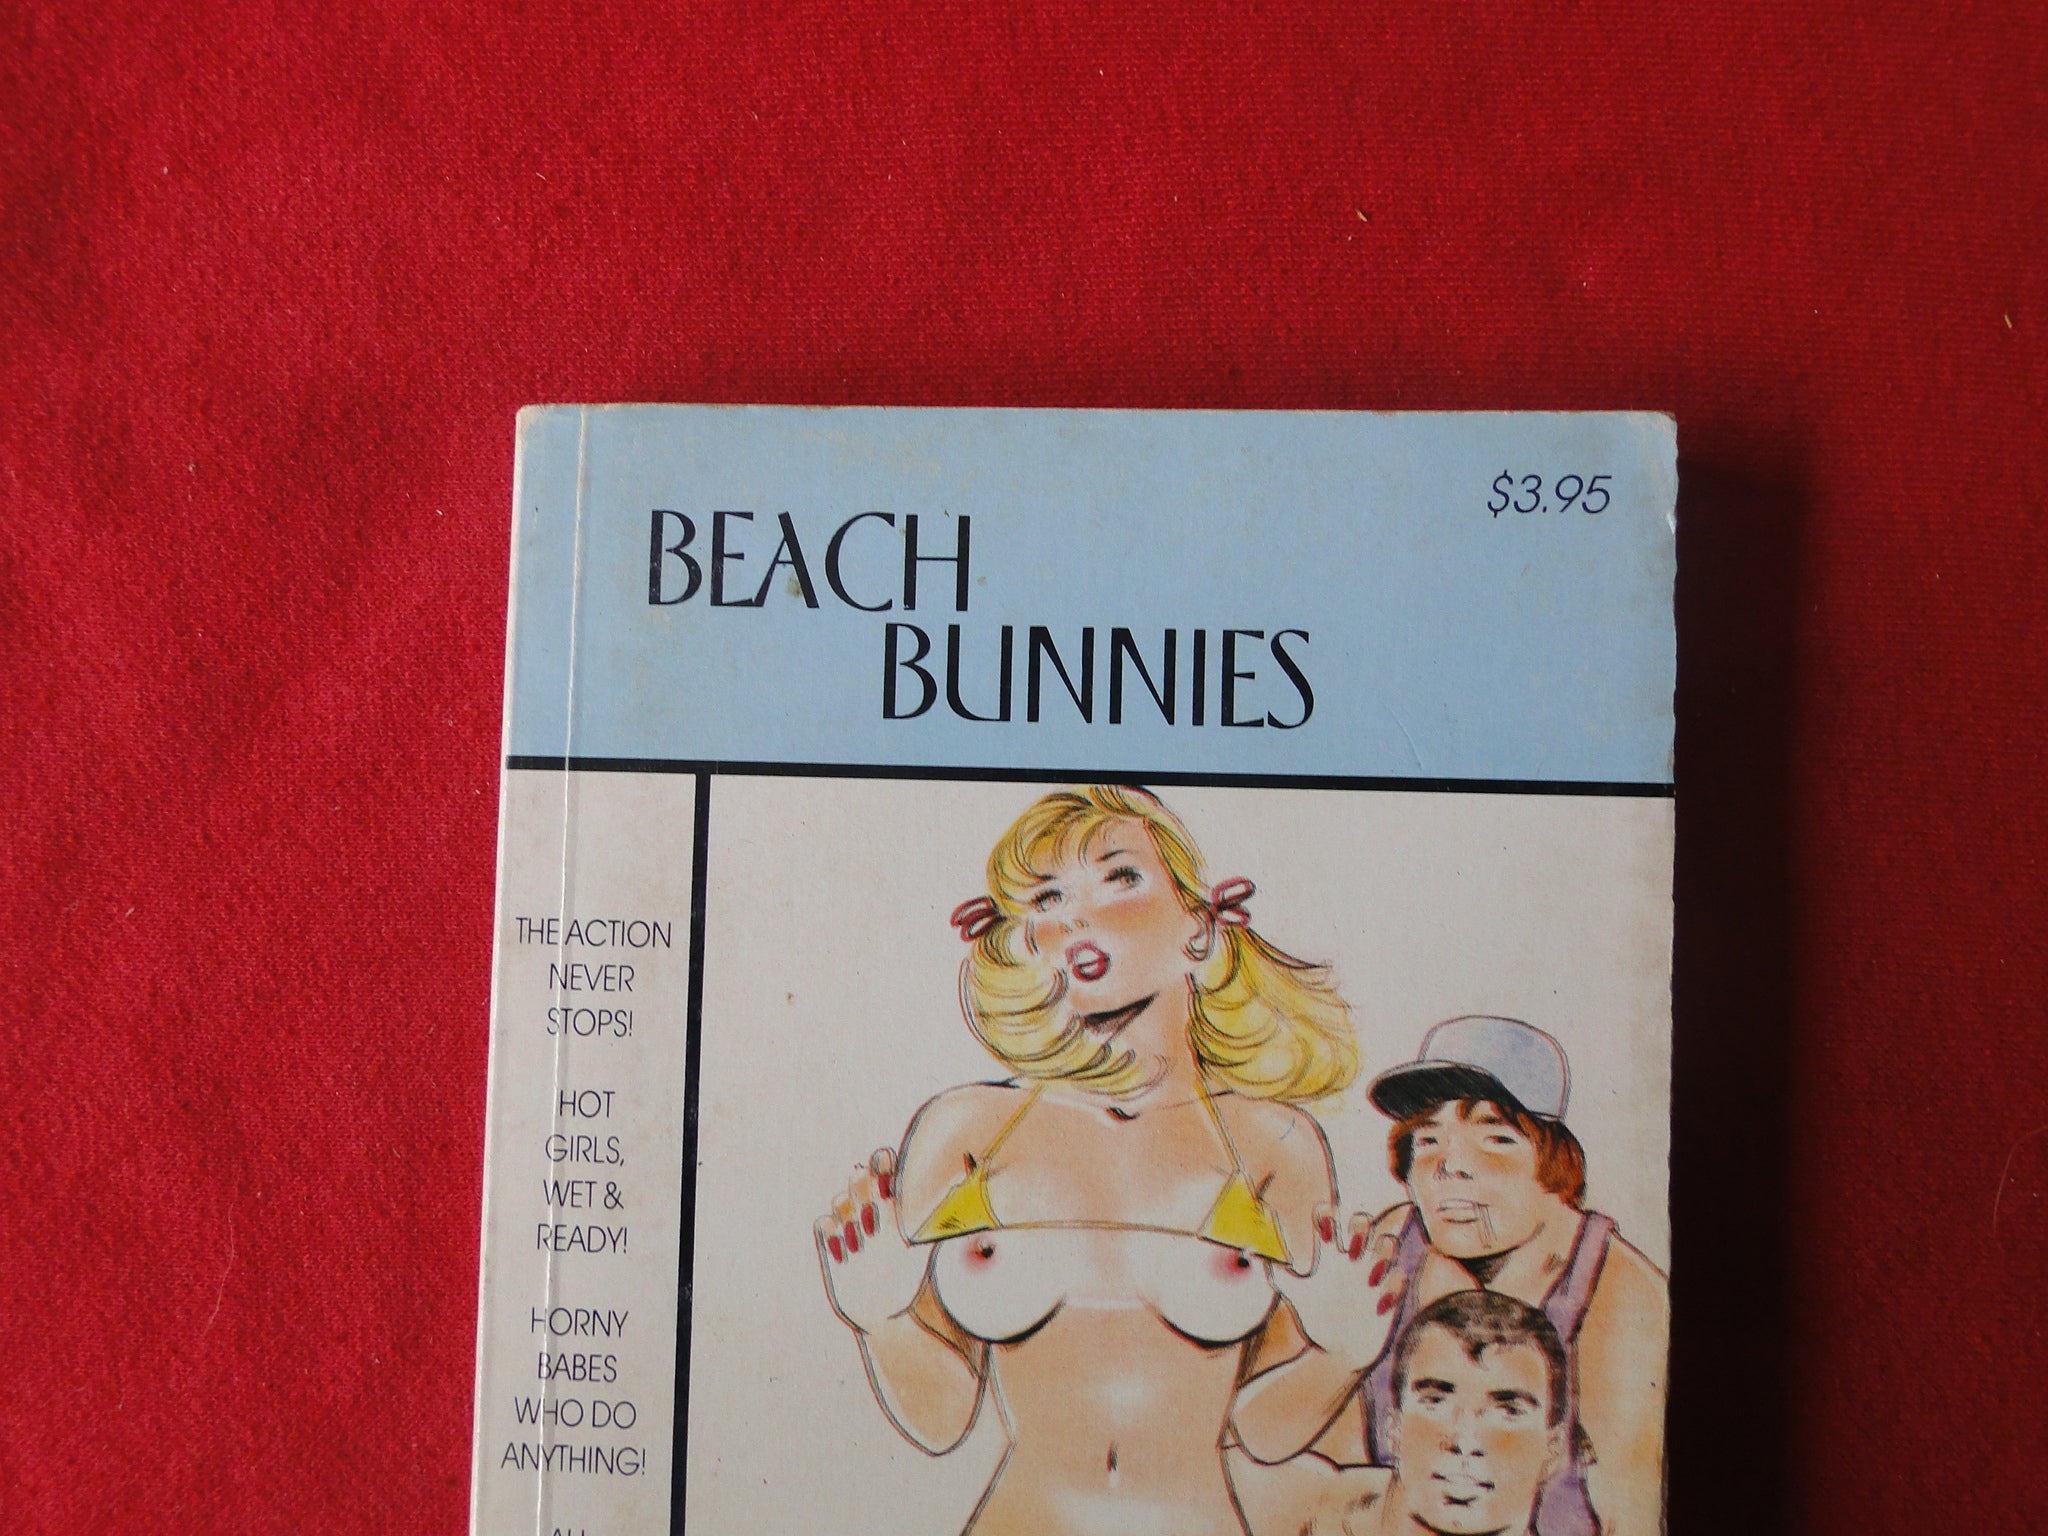 $3.95
BEACH
BUNNIES
THE ACTION
NEVER
STOPS!
HOT
GIRLS,
WET &
READY!
HORNY
BABES
WHO DO
ANYTHING!